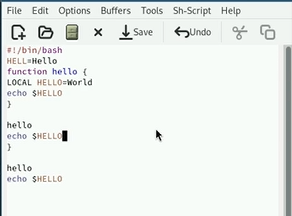 File Edit Options Buffers Tools Sh-Script Help
Save Undo
#!/bin/bash
HELL=Hello
function hello {
LOCAL HELLO=World
echo $HELLO
}
hello
echo $HELLO
}
hello
echo $HELLO